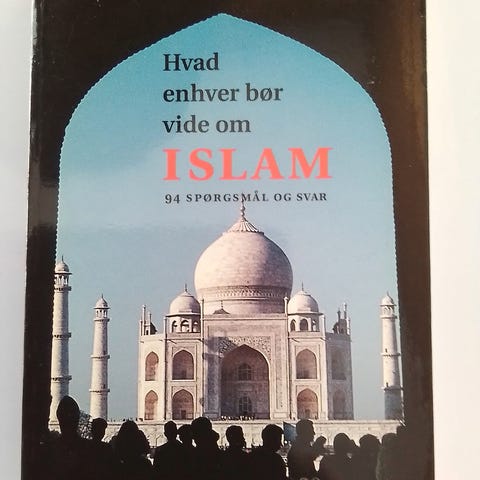 Hvad
enhver bør
vide om
ISLAM
94 SPØRGSMÅL OG SVAR